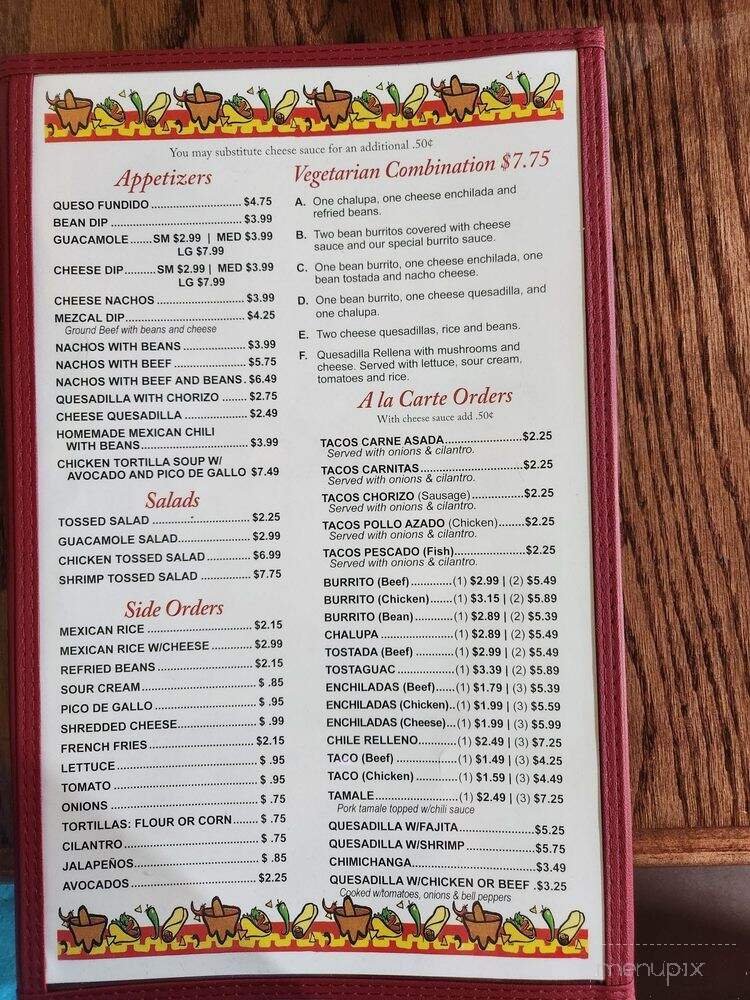 You may substitute cheese sauce for an additional .50¢
Appetizers
QUESO FUNDIDO ............................ $4.75
BEAN DIP ......................................... $3.99
GUACAMOLE.......SM $2.99 | MED $3.99
LG $7.99
CHEESE DIP..........SM $2.99 | MED $3.99
LG $7.99
CHEESE NACHOS ........................... $3.99
MEZCAL DIP..................................... $4.25
Ground Beef with beans and cheese
NACHOS WITH BEANS .................... $3.99
NACHOS WITH BEEF ....................... $5.75
NACHOS WITH BEEF AND BEANS . $6.49
QUESADILLA WITH CHORIZO ........ $2.75
CHEESE QUESADILLA .................... $2.49
HOMEMADE MEXICAN CHILI
WITH BEANS.................................. $3.99
CHICKEN TORTILLA SOUP W/
AVOCADO AND PICO DE GALLO $7.49
Salads
TOSSED SALAD .............................. $2.25
GUACAMOLE SALAD...................... $2.99
CHICKEN TOSSED SALAD.............. $6.99
SHRIMP TOSSED SALAD ............... $7.75
Side Orders
MEXICAN RICE ................................ $2.15
MEXICAN RICE W/CHEESE ............ $2.99
REFRIED BEANS ............................. $2.15
SOUR CREAM................................... $ .85
PICO DE GALLO ............................... $ .95
SHREDDED CHEESE........................ $ .99
FRENCH FRIES................................. $2.15
LETTUCE.......................................... $ .95
TOMATO ........................................... $ .95
ONIONS ............................................. $ .75
TORTILLAS: FLOUR OR CORN........ $ .75
CILANTRO......................................... $ .75
JALAPEÑOS...................................... $ .85
AVOCADOS....................................... $2.25
Vegetarian Combination $7.75
A. One chalupa, one cheese enchilada and
refried beans.
B. Two bean burritos covered with cheese
sauce and our special burrito sauce.
C. One bean burrito, one cheese enchilada, one
bean tostada and nacho cheese.
D. One bean burrito, one cheese quesadilla, and
one chalupa.
E. Two cheese quesadillas, rice and beans.
F. Quesadilla Rellena with mushrooms and
cheese. Served with lettuce, sour cream,
tomatoes and rice.
A la Carte Orders
With cheese sauce add .50¢
TACOS CARNE ASADA.......................$2.25
Served with onions & cilantro.
TACOS CARNITAS...............................$2.25
Served with onions & cilantro.
TACOS CHORIZO (Sausage)................$2.25
Served with onions & cilantro.
TACOS POLLO AZADO (Chicken)........$2.25
Served with onions & cilantro.
TACOS PESCADO (Fish)......................$2.25
Served with onions & cilantro.
BURRITO (Beef).............(1) $2.99 | (2) $5.49
BURRITO (Chicken).......(1) $3.15 | (2) $5.89
BURRITO (Bean) ............(1) $2.89 | (2) $5.39
CHALUPA .......................(1) $2.89 | (2) $5.49
TOSTADA (Beef) ............(1) $2.99 | (2) $5.49
TOSTAGUAC ..................(1) $3.39 | (2) $5.89
ENCHILADAS (Beef)......(1) $1.79 | (3) $5.39
ENCHILADAS (Chicken)..(1) $1.99 | (3) $5.59
ENCHILADAS (Cheese)...(1) $1.99 | (3) $5.99
CHILE RELLENO............(1) $2.49 | (3) $7.25
TACO (Beef) ...................(1) $1.49 | (3) $4.25
TACO (Chicken) .............(1) $1.59 | (3) $4.49
TAMALE..........................(1) $2.49 | (3) $7.25
Pork tamale topped w/chili sauce
QUESADILLA W/FAJITA.......................$5.25
QUESADILLA W/SHRIMP .....................$5.75
CHIMICHANGA.....................................$3.49
QUESADILLA W/CHICKEN OR BEEF .$3.25
Cooked w/tomatoes, onions & bell peppers
menupix